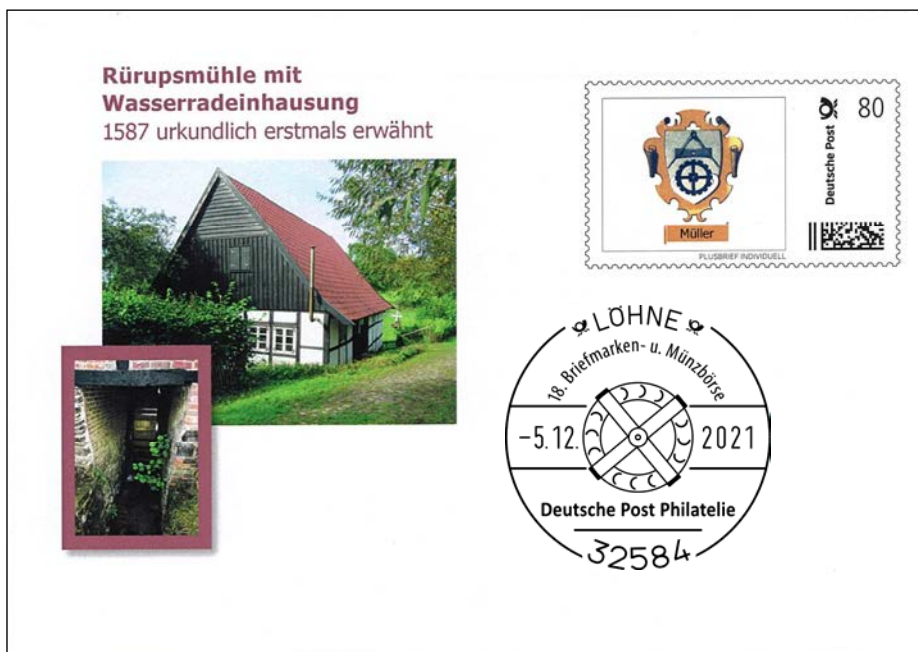 Rürupsmühle mit
Wasserradeinhausung
1587 urkundlich erstmals erwähnt
Deutsche Post
80
Müller
PLUSBRIEF INDIVIDUELL
LÖHNE
18. Briefmarken- u. Münzbörse
–5.12. 2021
Deutsche Post Philatelie
32584